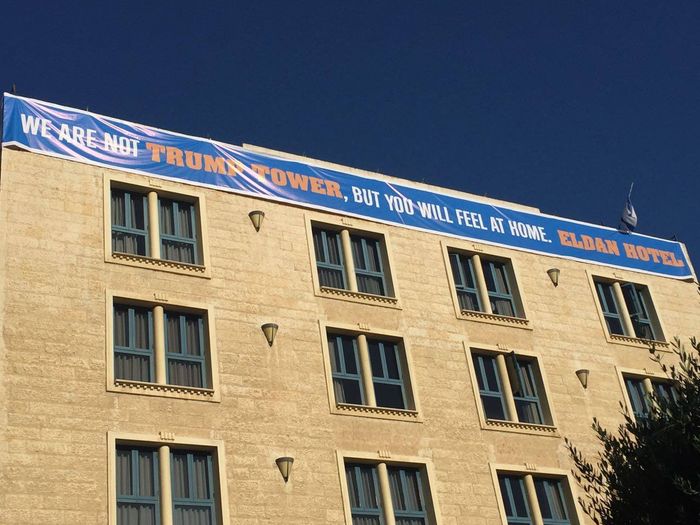 WE ARE NOT TRUMP TOWER, BUT YOU WILL FEEL AT HOME. ELDAN HOTEL